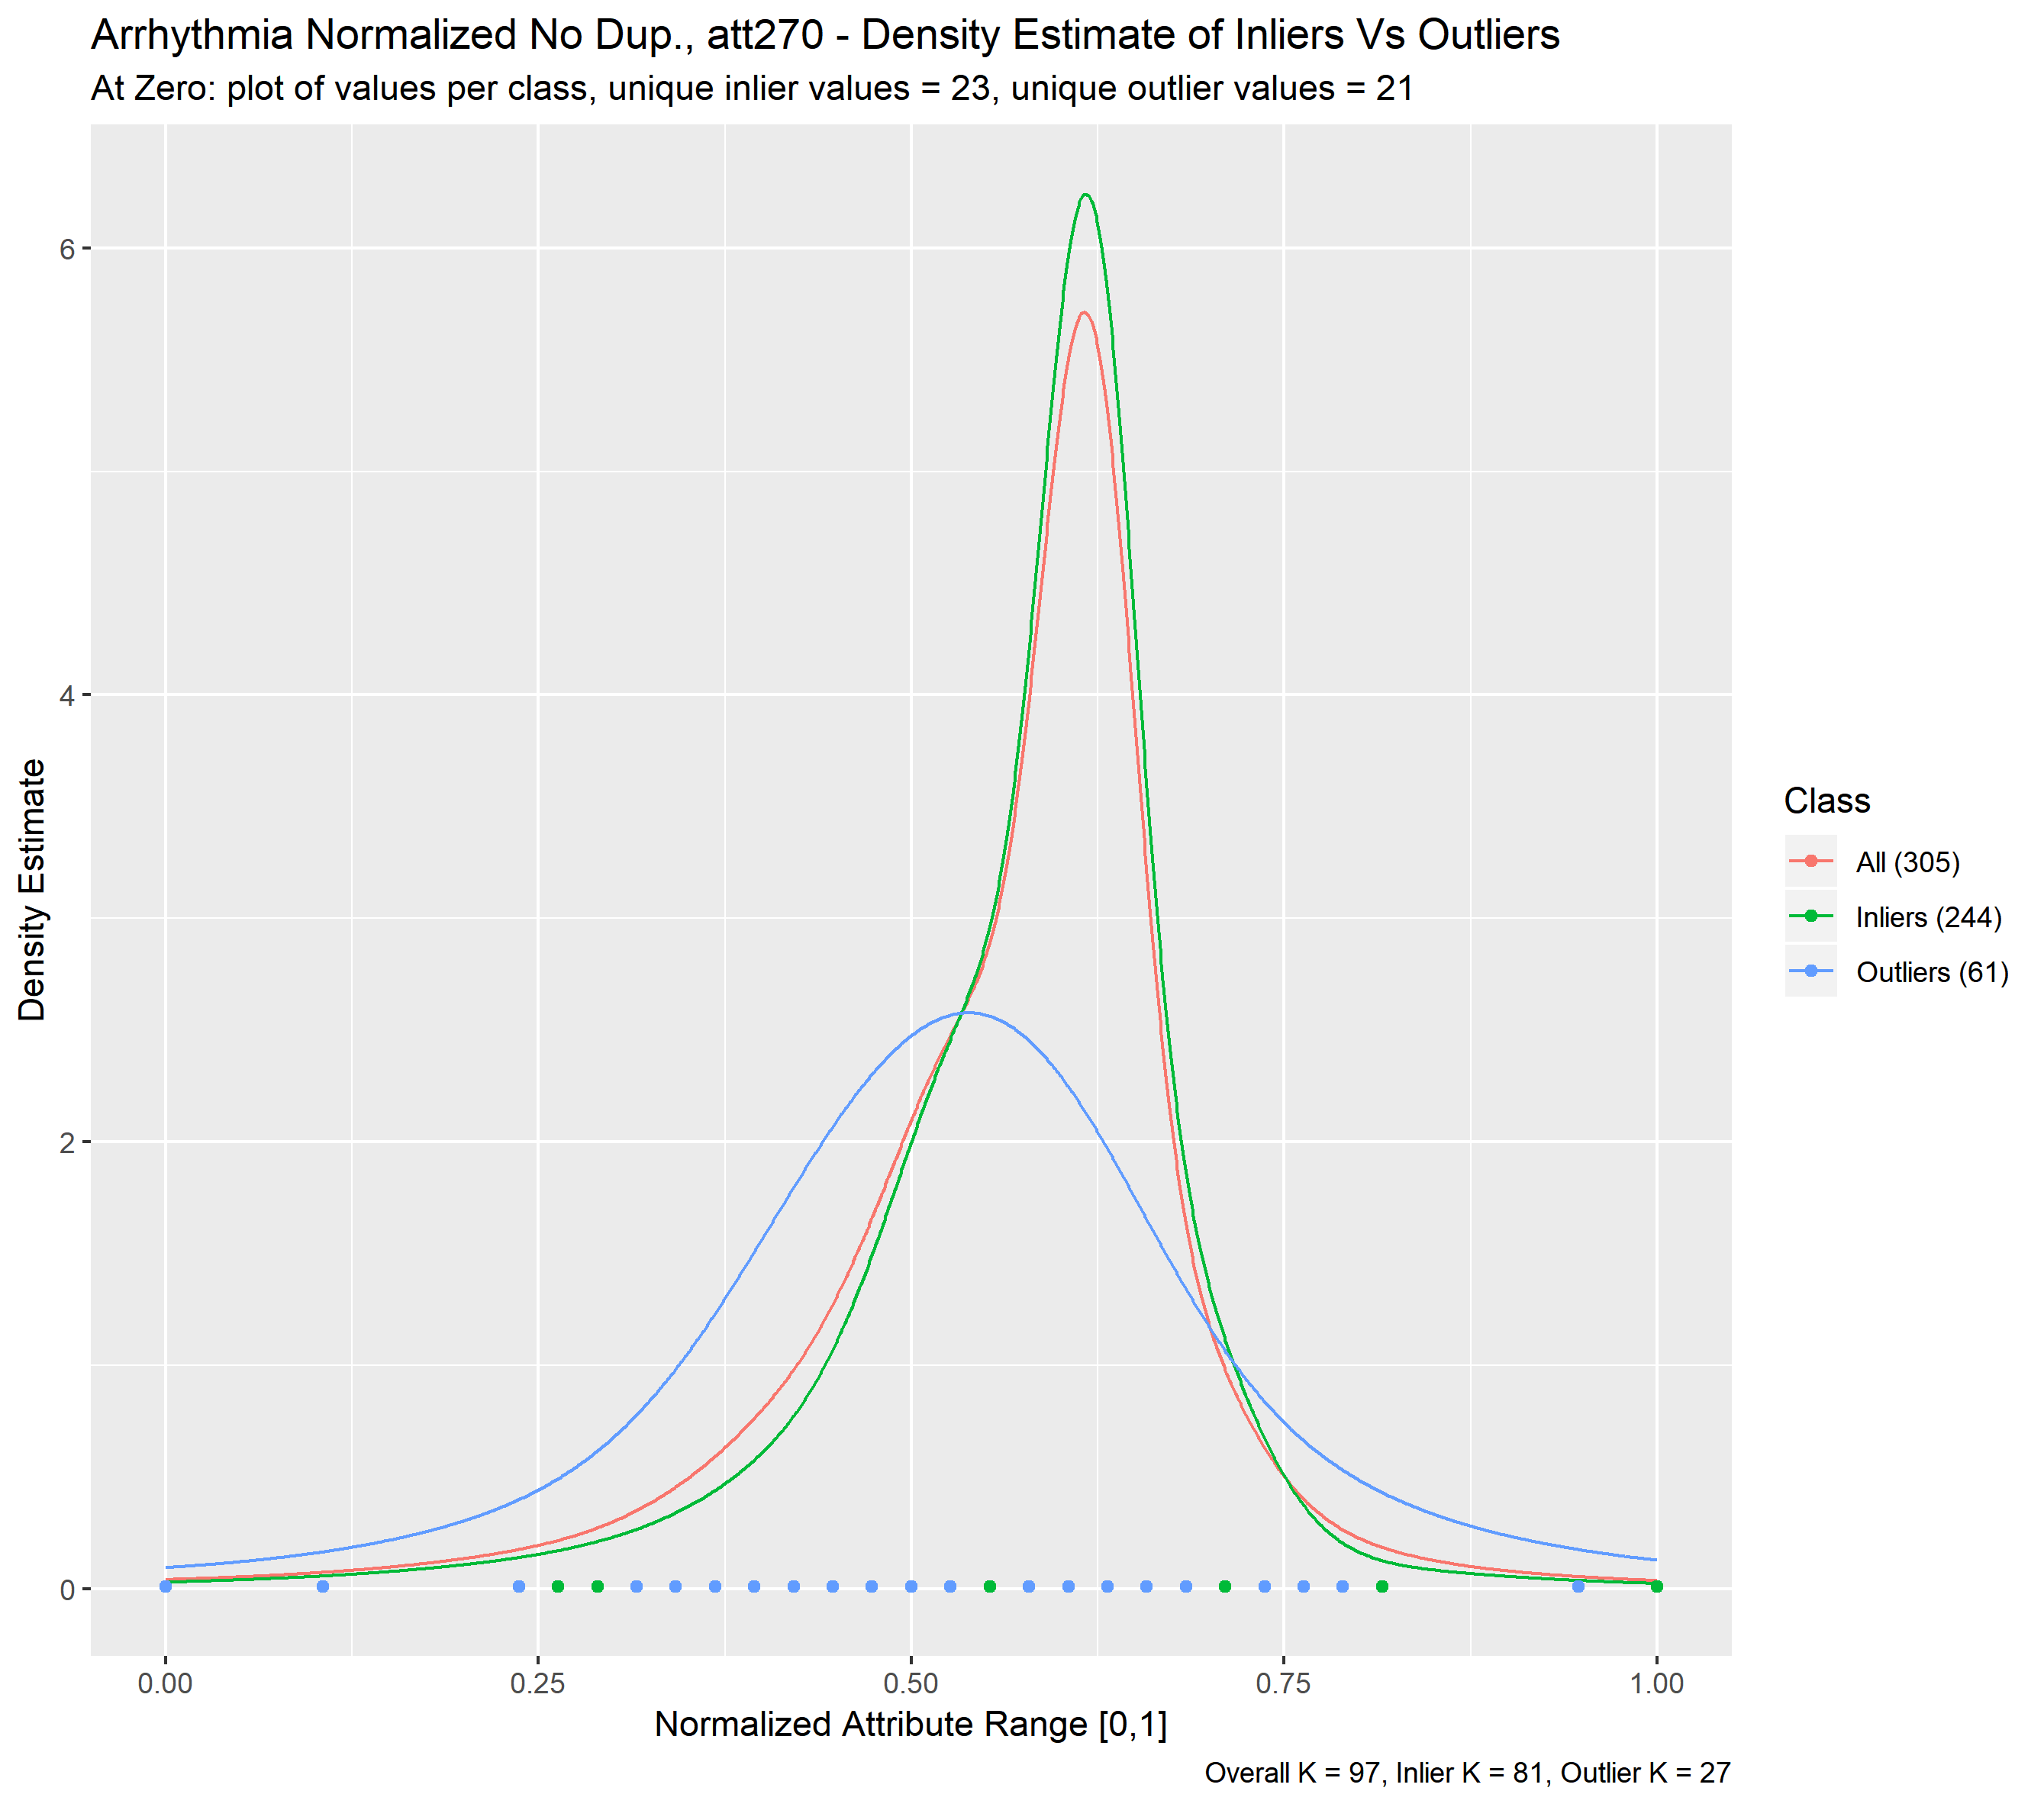 Arrhythmia Normalized No Dup., att270 - Density Estimate of Inliers Vs Outliers
At Zero: plot of values per class, unique inlier values = 23, unique outlier values = 21
6
4
2
0
Density Estimate
0.00 0.25 0.50 0.75 1.00
Normalized Attribute Range [0,1]
Class
All (305)
Inliers (244)
Outliers (61)
Overall K = 97, Inlier K = 81, Outlier K = 27